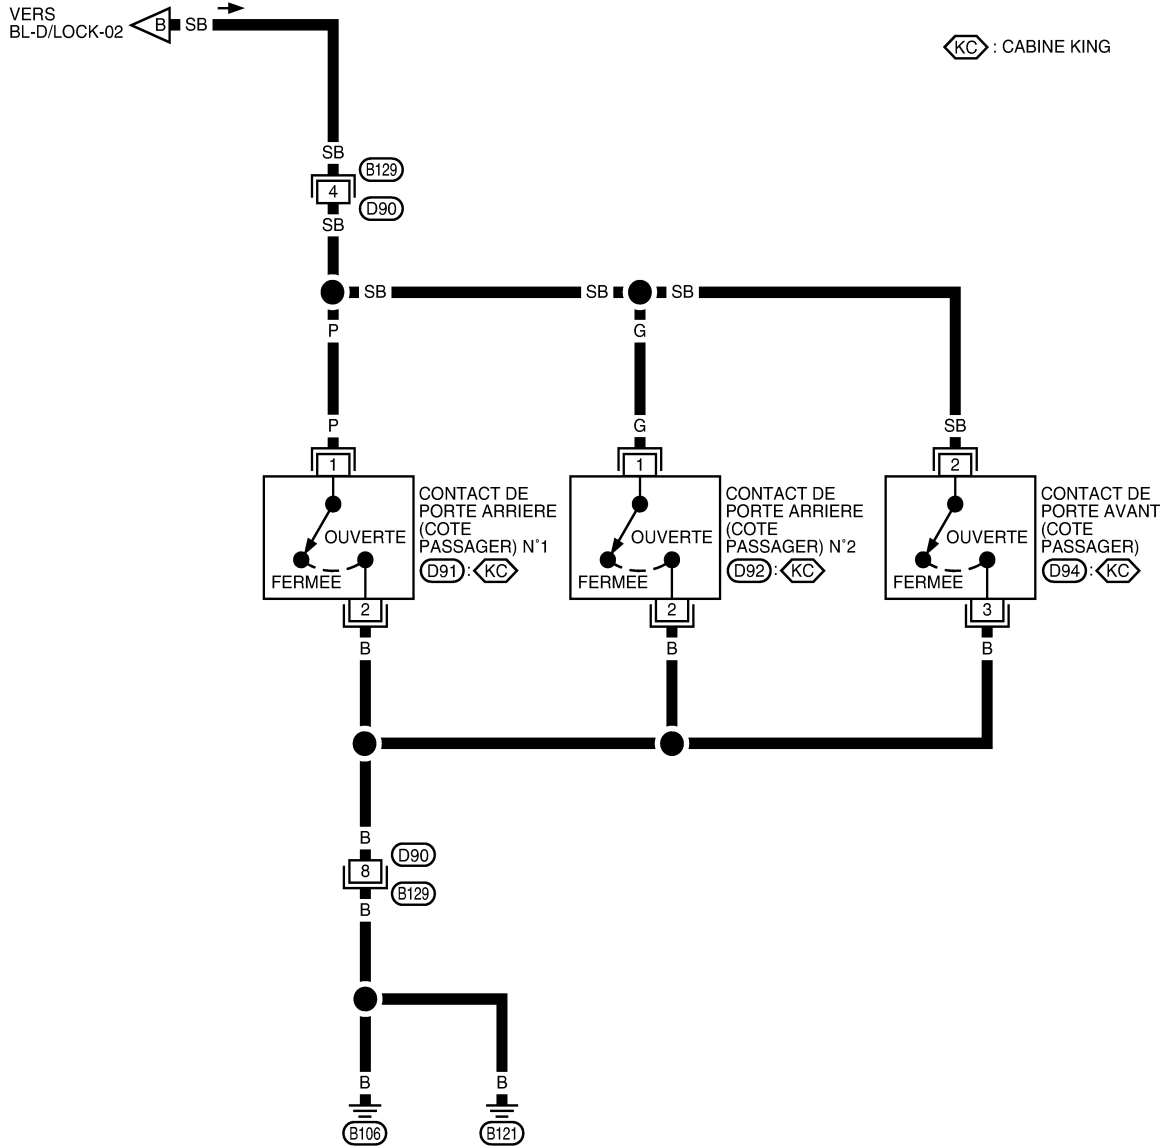 VERS
BL-D/LOCK-02
B
SB
KC : CABINE KING
SB
B129
4
D90
SB
SB
SB
SB
P
G
P
G
SB
1
1
2
CONTACT DE
PORTE ARRIERE
(COTE
PASSAGER) N°1
D91 : KC
OUVERTE
FERMEE
CONTACT DE
PORTE ARRIERE
(COTE
PASSAGER) N°2
D92 : KC
OUVERTE
FERMEE
CONTACT DE
PORTE AVANT
(COTE
PASSAGER)
D94 : KC
OUVERTE
FERMEE
2
2
3
B
B
B
B
D90
8
B129
B
B
B
B106
B121